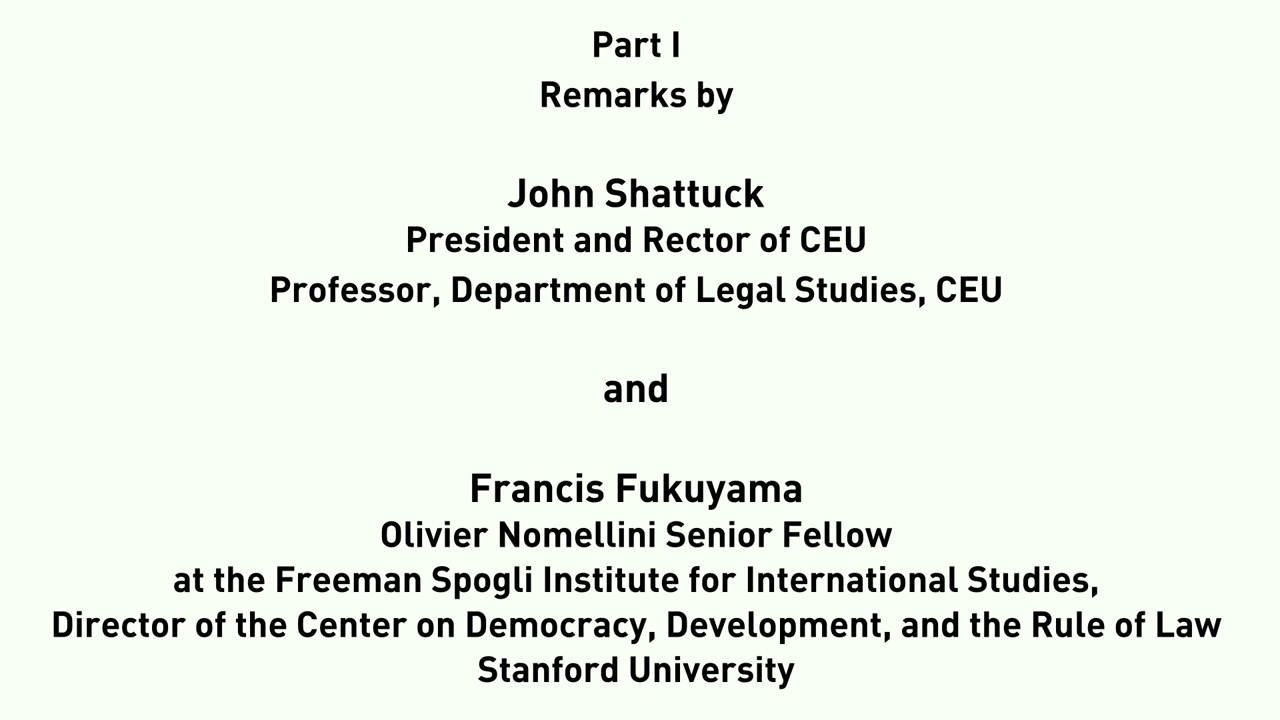 Part I
Remarks by
John Shattuck
President and Rector of CEU
Professor, Department of Legal Studies, CEU
and
Francis Fukuyama
Olivier Nomellini Senior Fellow
at the Freeman Spogli Institute for International Studies,
Director of the Center on Democracy, Development, and the Rule of Law
Stanford University